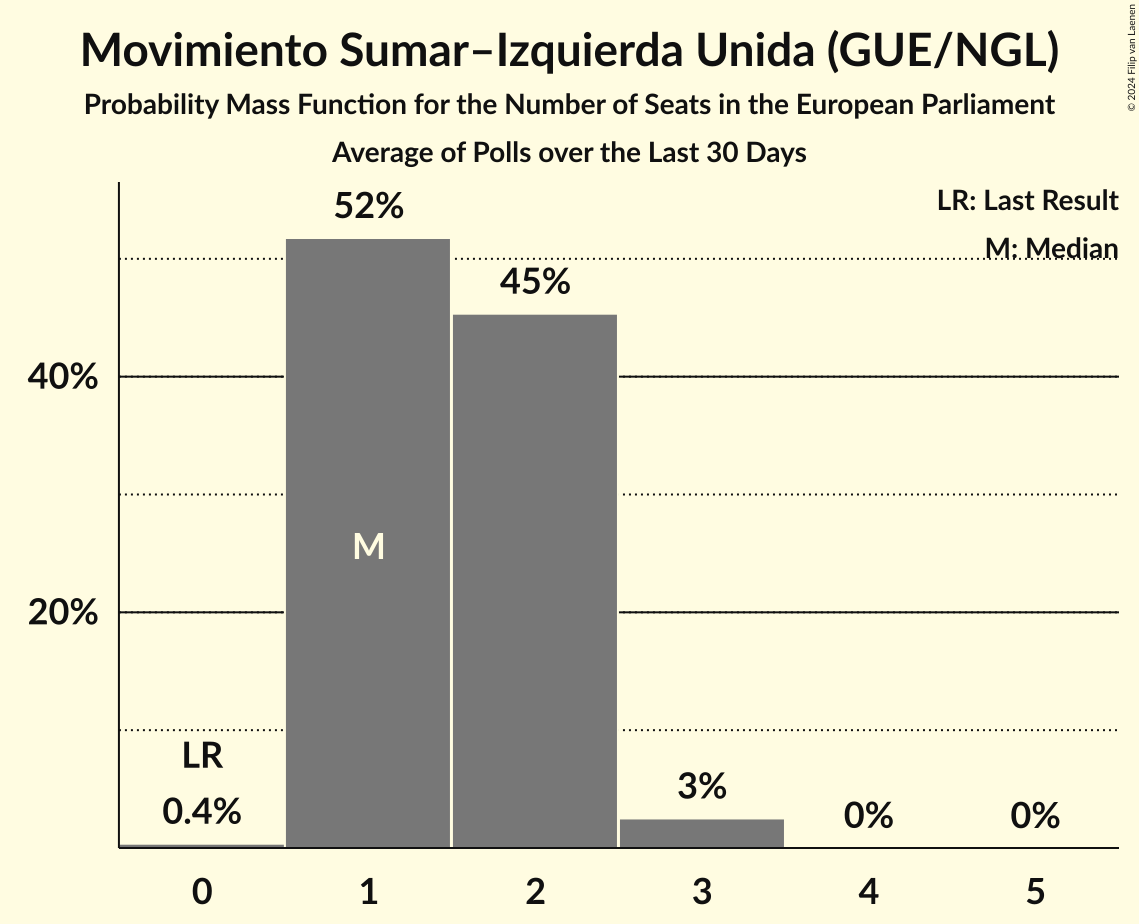 Movimiento Sumar–Izquierda Unida (GUE/NGL)
Probability Mass Function for the Number of Seats in the European Parliament
Average of Polls over the Last 30 Days
© 2024 Filip van Laenen
LR: Last Result
M: Median
52%
45%
40%
M
20%
LR
0.4%
3%
0%
0%
0 1 2 3 4 5